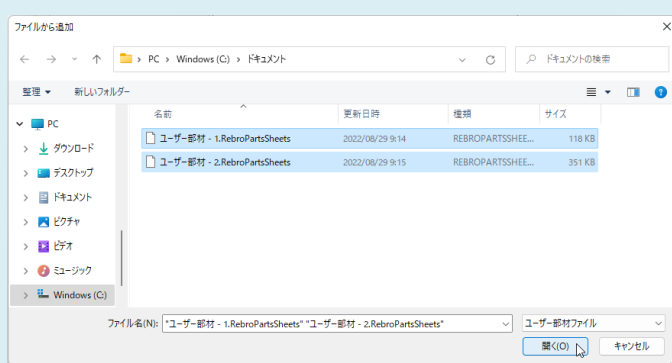 ファイルから追加
PC › Windows (C:) › ドキュメント
ドキュメントの検索
整理 新しいフォルダー
名前 更新日時 種類 サイズ
PC
ダウンロード
デスクトップ
ドキュメント
ピクチャ
ビデオ
ミュージック
Windows (C:)
ユーザー部材 - 1.RebroPartsSheets 2022/08/29 9:14 REBROPARTSSHEE... 118 KB
ユーザー部材 - 2.RebroPartsSheets 2022/08/29 9:15 REBROPARTSSHEE... 351 KB
ファイル名(N): "ユーザー部材 - 1.RebroPartsSheets" "ユーザー部材 - 2.RebroPartsSheets" ユーザー部材ファイル
開く(O) キャンセル